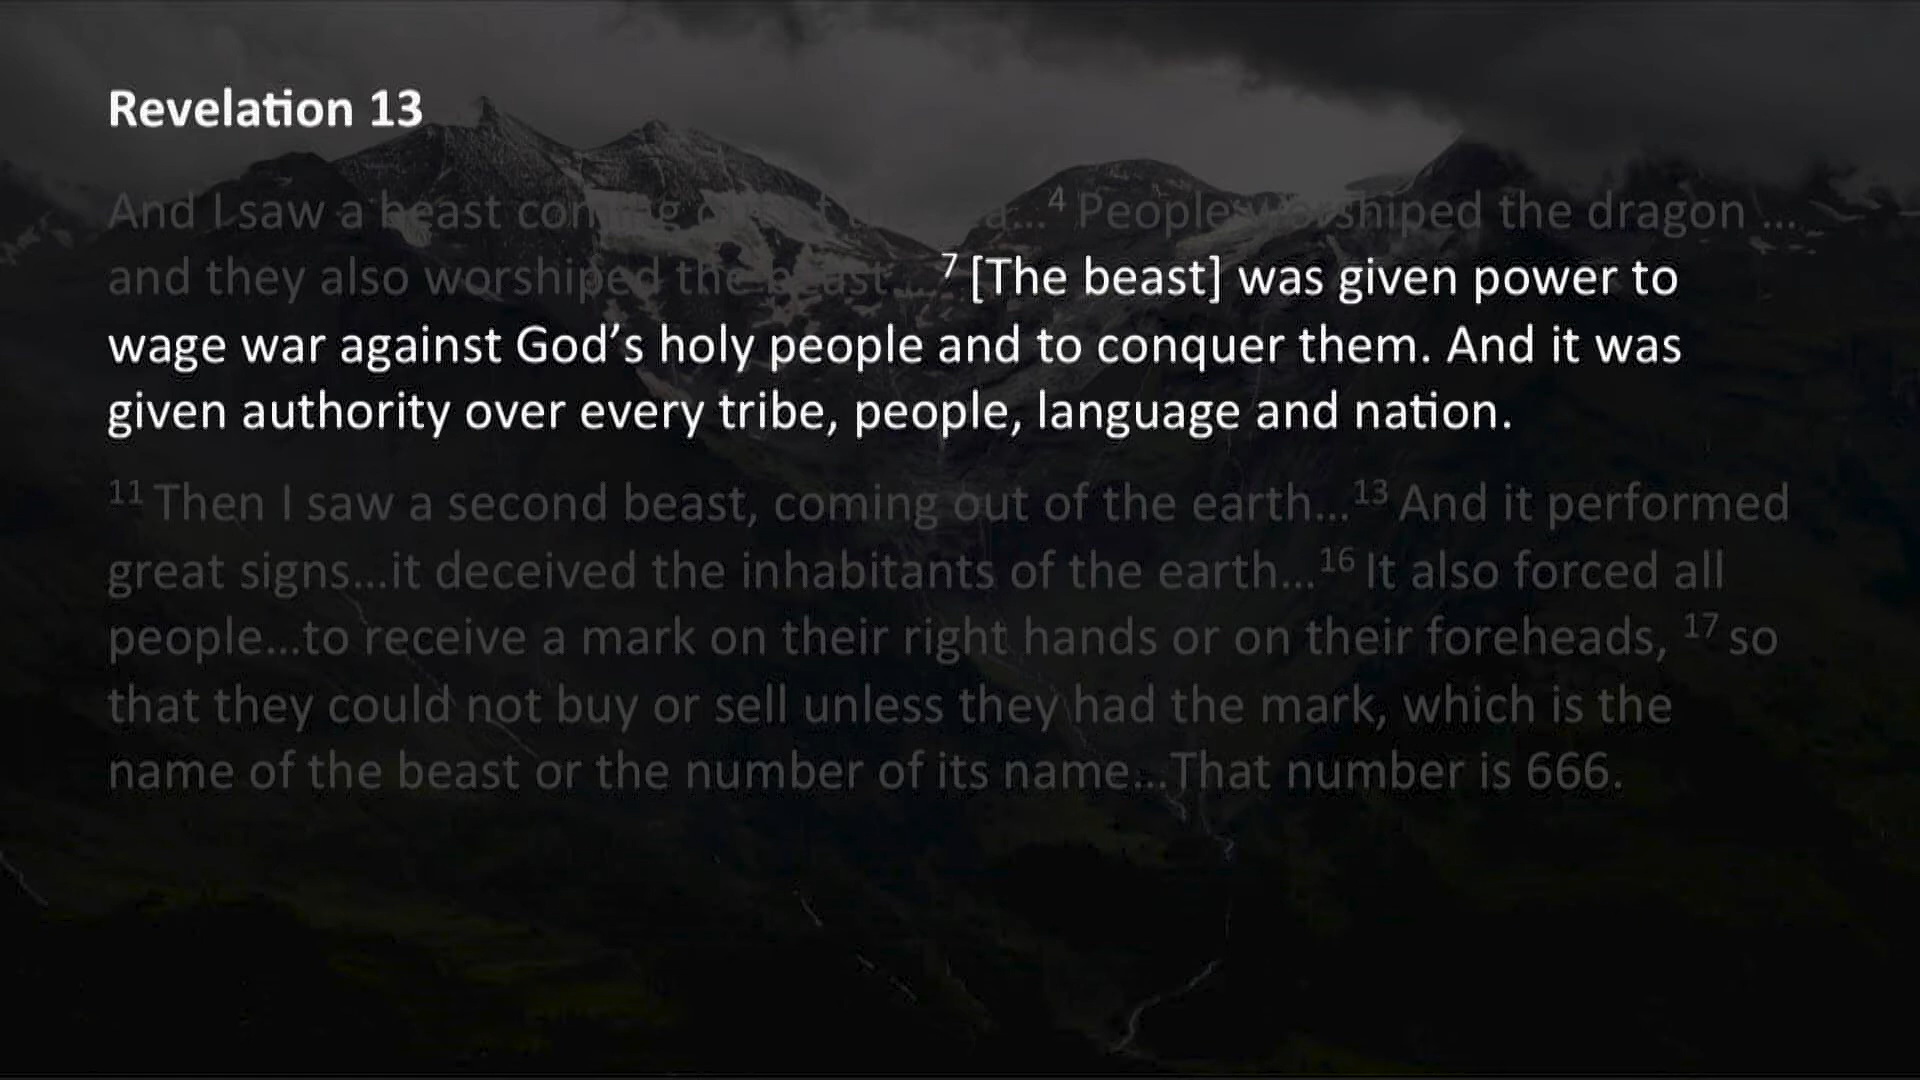 Revelation 13
And I saw a beast coming a... 4 People worshiped the dragon ...
and they also worshiped the beast... 7 [The beast] was given power to
wage war against God’s holy people and to conquer them. And it was
given authority over every tribe, people, language and nation.
11 Then I saw a second beast, coming out of the earth...13 And it performed
great signs...it deceived the inhabitants of the earth...16 It also forced all
people...to receive a mark on their right hands or on their foreheads, 17 so
that they could not buy or sell unless they had the mark, which is the
name of the beast or the number of its name...That number is 666.